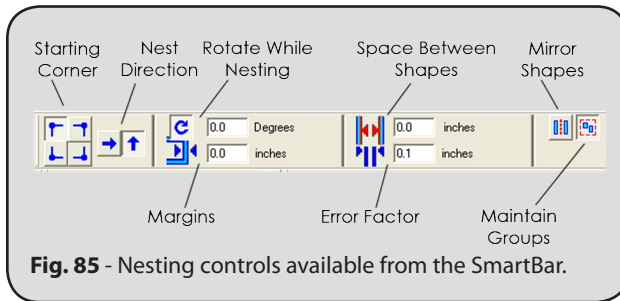 Starting Corner
Nest Direction
Rotate While Nesting
Space Between Shapes
Mirror Shapes
0.0 Degrees
0.0 inches
0.0 inches
0.1 inches
Margins
Error Factor
Maintain Groups
Fig. 85 - Nesting controls available from the SmartBar.